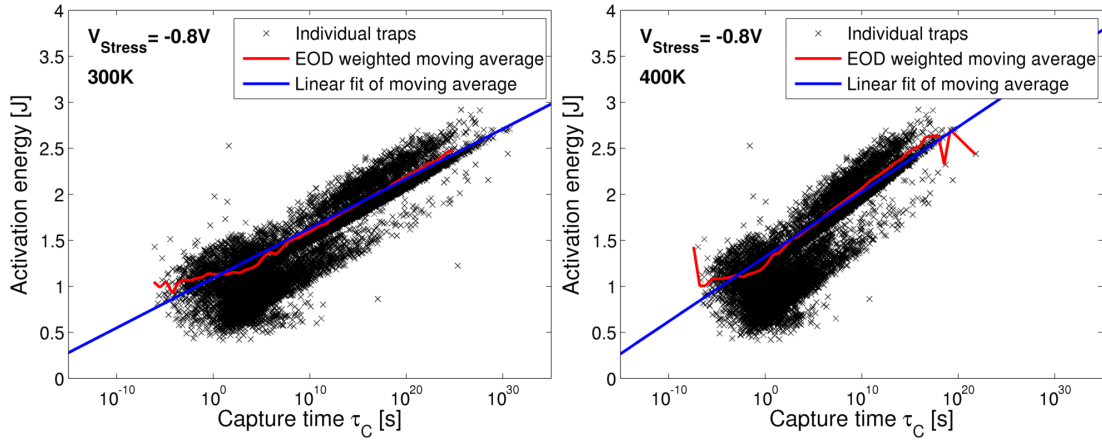 V_Stress = -0.8V
300K
Individual traps
EOD weighted moving average
Linear fit of moving average
4
3.5
3
2.5
2
1.5
1
0.5
0
Activation energy [J]
10^-10
10^0
10^10
10^20
10^30
Capture time τ_C [s]
V_Stress = -0.8V
400K
Individual traps
EOD weighted moving average
Linear fit of moving average
4
3.5
3
2.5
2
1.5
1
0.5
0
Activation energy [J]
10^-10
10^0
10^10
10^20
10^30
Capture time τ_C [s]